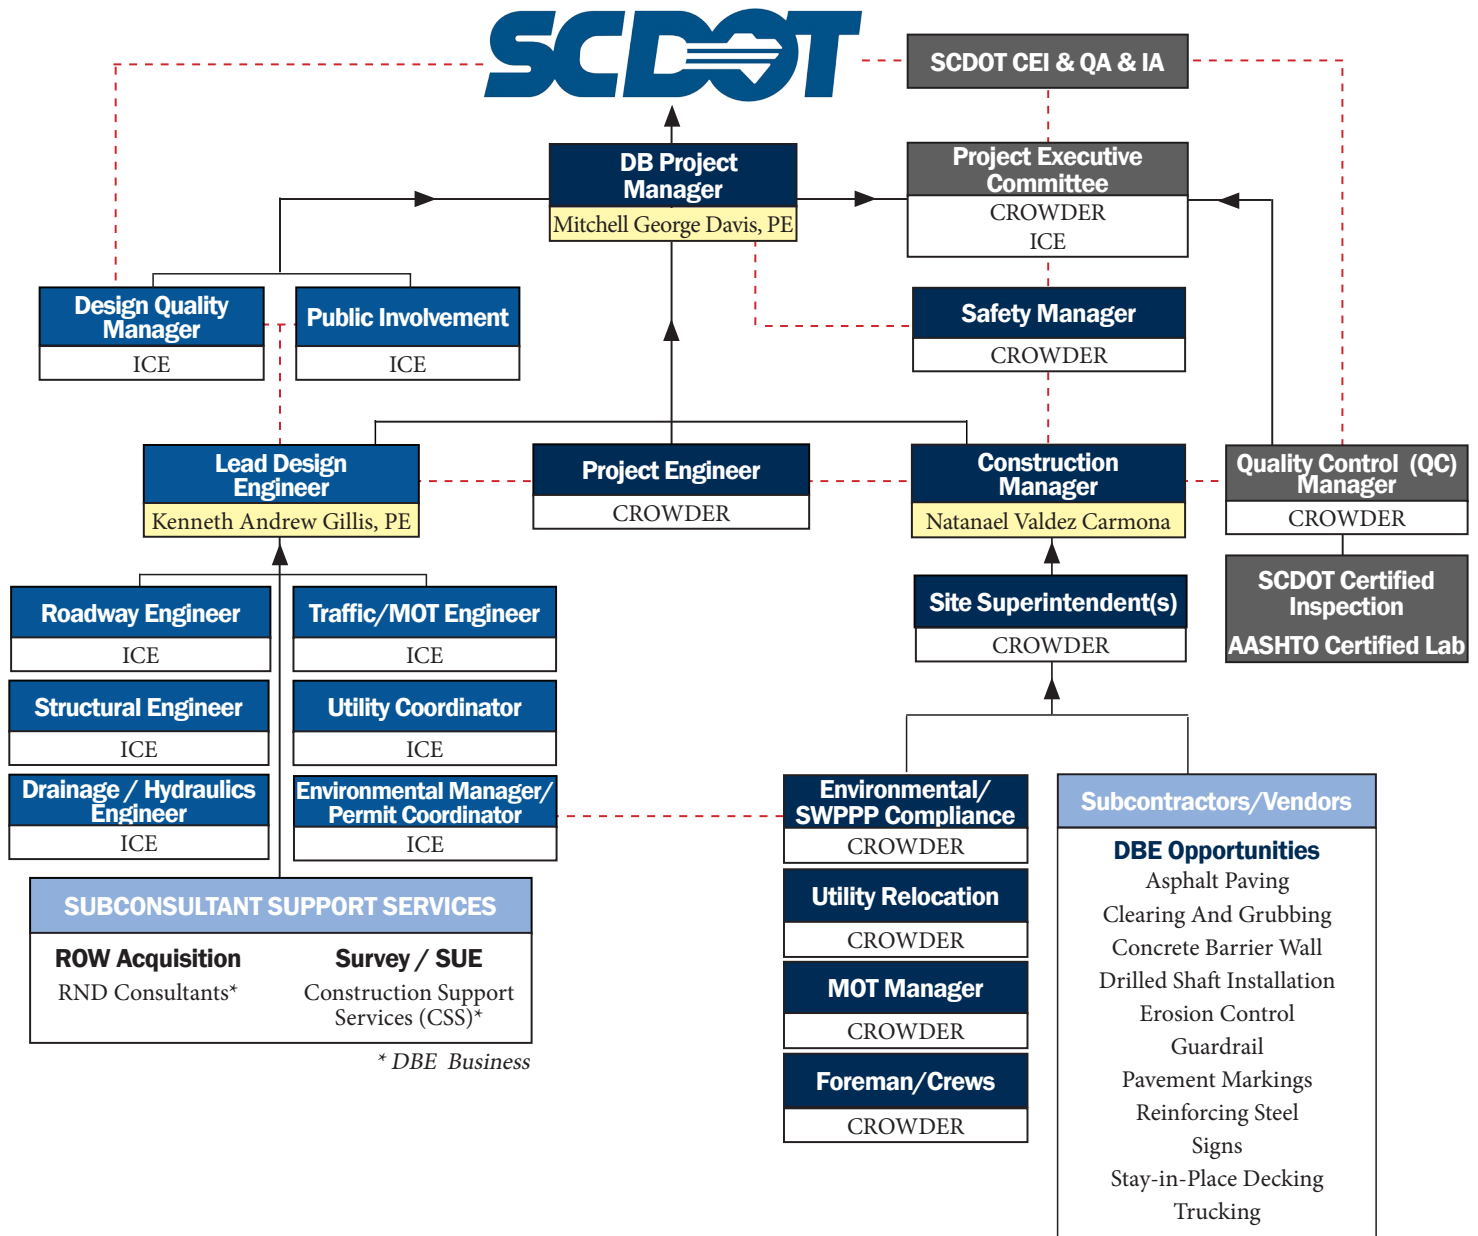 SCDOT
SCDOT CEI & QA & IA
DB Project
Manager
Mitchell George Davis, PE
Project Executive
Committee
CROWDER
ICE
Design Quality
Manager
ICE
Public Involvement
ICE
Safety Manager
CROWDER
Lead Design
Engineer
Kenneth Andrew Gillis, PE
Project Engineer
CROWDER
Construction
Manager
Natanael Valdez Carmona
Quality Control (QC)
Manager
CROWDER
SCDOT Certified
Inspection
AASHTO Certified Lab
Roadway Engineer
ICE
Traffic/MOT Engineer
ICE
Structural Engineer
ICE
Utility Coordinator
ICE
Drainage / Hydraulics
Engineer
ICE
Environmental Manager/
Permit Coordinator
ICE
SUBCONSULTANT SUPPORT SERVICES
ROW Acquisition
RND Consultants*
Survey / SUE
Construction Support
Services (CSS)*
* DBE Business
Site Superintendent(s)
CROWDER
Environmental/
SWPPP Compliance
CROWDER
Utility Relocation
CROWDER
MOT Manager
CROWDER
Foreman/Crews
CROWDER
Subcontractors/Vendors
DBE Opportunities
Asphalt Paving
Clearing And Grubbing
Concrete Barrier Wall
Drilled Shaft Installation
Erosion Control
Guardrail
Pavement Markings
Reinforcing Steel
Signs
Stay-in-Place Decking
Trucking